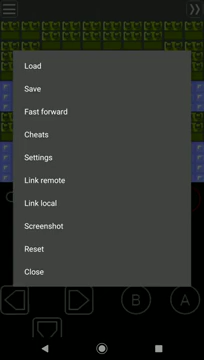 Load
Save
Fast forward
Cheats
Settings
Link remote
Link local
Screenshot
Reset
Close
B
A